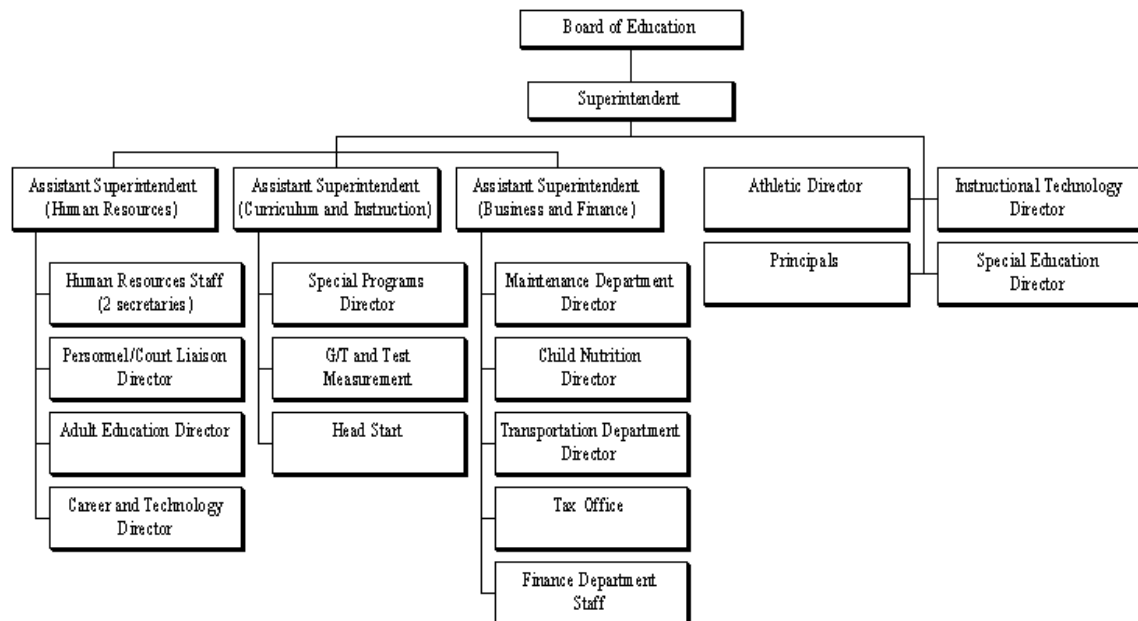 Board of Education
Superintendent
Assistant Superintendent
(Human Resources)
Assistant Superintendent
(Curriculum and Instruction)
Assistant Superintendent
(Business and Finance)
Athletic Director
Instructional Technology
Director
Principals
Special Education
Director
Human Resources Staff
(2 secretaries)
Personnel/Court Liaison
Director
Adult Education Director
Career and Technology
Director
Special Programs
Director
G/T and Test
Measurement
Head Start
Maintenance Department
Director
Child Nutrition
Director
Transportation Department
Director
Tax Office
Finance Department
Staff